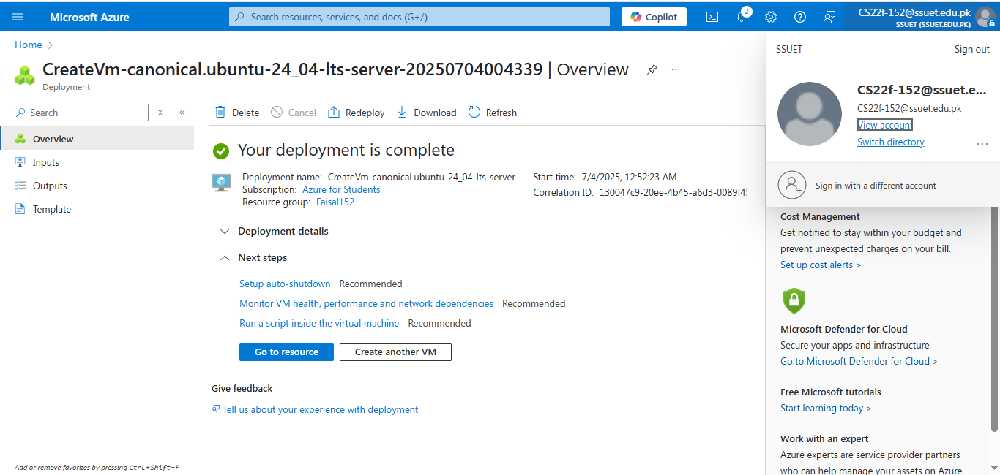 Microsoft Azure
Search resources, services, and docs (G+/)
Copilot
2
CS22f-152@ssuet.edu.pk
SSUET (SSUET.EDU.PK)
Home
CreateVm-canonical.ubuntu-24_04-lts-server-20250704004339 | Overview
...
Deployment
Search
Overview
Inputs
Outputs
Template
Delete
Cancel
Redeploy
Download
Refresh
Your deployment is complete
Deployment name: CreateVm-canonical.ubuntu-24_04-lts-server...
Subscription: Azure for Students
Resource group: Faisal152
Start time: 7/4/2025, 12:52:23 AM
Correlation ID: 130047c9-20ee-4b45-a6d3-0089f45
Deployment details
Next steps
Setup auto-shutdown Recommended
Monitor VM health, performance and network dependencies Recommended
Run a script inside the virtual machine Recommended
Go to resource
Create another VM
Give feedback
Tell us about your experience with deployment
Add or remove favorites by pressing Ctrl+Shift+F
SSUET
Sign out
CS22f-152@ssuet.e...
CS22f-152@ssuet.edu.pk
View account
Switch directory
...
Sign in with a different account
Cost Management
Get notified to stay within your budget and
prevent unexpected charges on your bill.
Set up cost alerts >
Microsoft Defender for Cloud
Secure your apps and infrastructure
Go to Microsoft Defender for Cloud >
Free Microsoft tutorials
Start learning today >
Work with an expert
Azure experts are service provider partners
who can help manage your assets on Azure